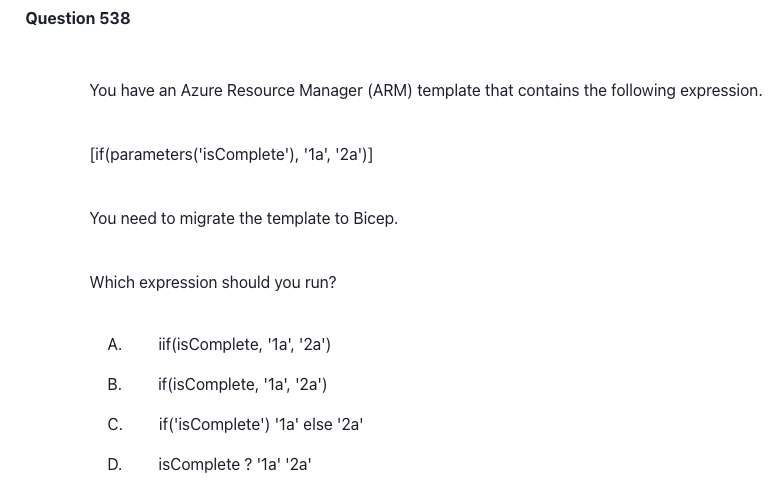 Question 538
You have an Azure Resource Manager (ARM) template that contains the following expression.
[if(parameters('isComplete'), '1a', '2a')]
You need to migrate the template to Bicep.
Which expression should you run?
A. iif(isComplete, '1a', '2a')
B. if(isComplete, '1a', '2a')
C. if('isComplete') '1a' else '2a'
D. isComplete ? '1a' '2a'